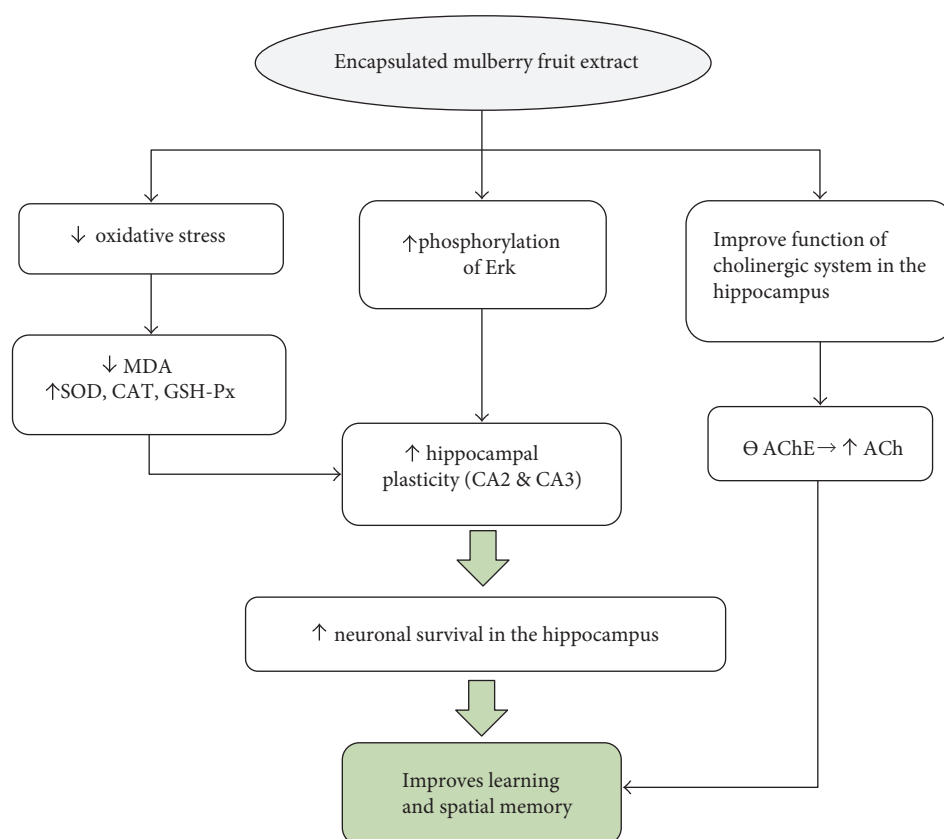 Encapsulated mulberry fruit extract
↓ oxidative stress
↑phosphorylation
of Erk
Improve function of
cholinergic system in the
hippocampus
↓ MDA
↑SOD, CAT, GSH-Px
↑ hippocampal
plasticity (CA2 & CA3)
⊖ AChE→ ↑ ACh
↑ neuronal survival in the hippocampus
Improves learning
and spatial memory